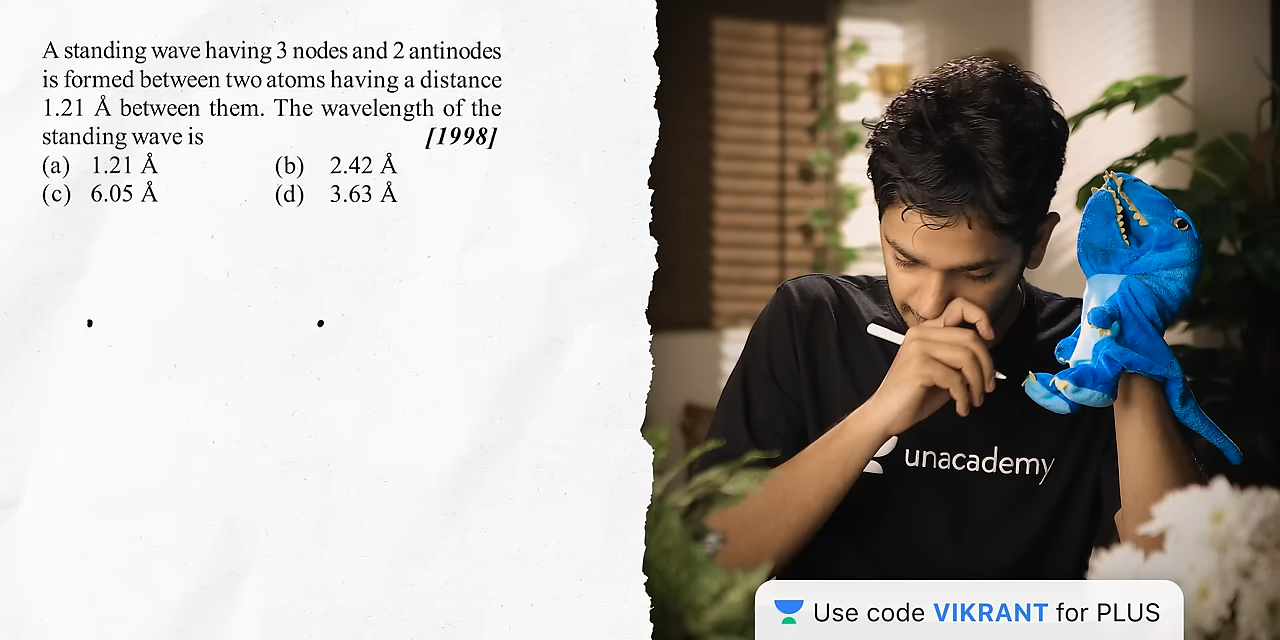 A standing wave having 3 nodes and 2 antinodes
is formed between two atoms having a distance
1.21 Å between them. The wavelength of the
standing wave is [1998]
(a) 1.21 Å (b) 2.42 Å
(c) 6.05 Å (d) 3.63 Å
unacademy
Use code VIKRANT for PLUS